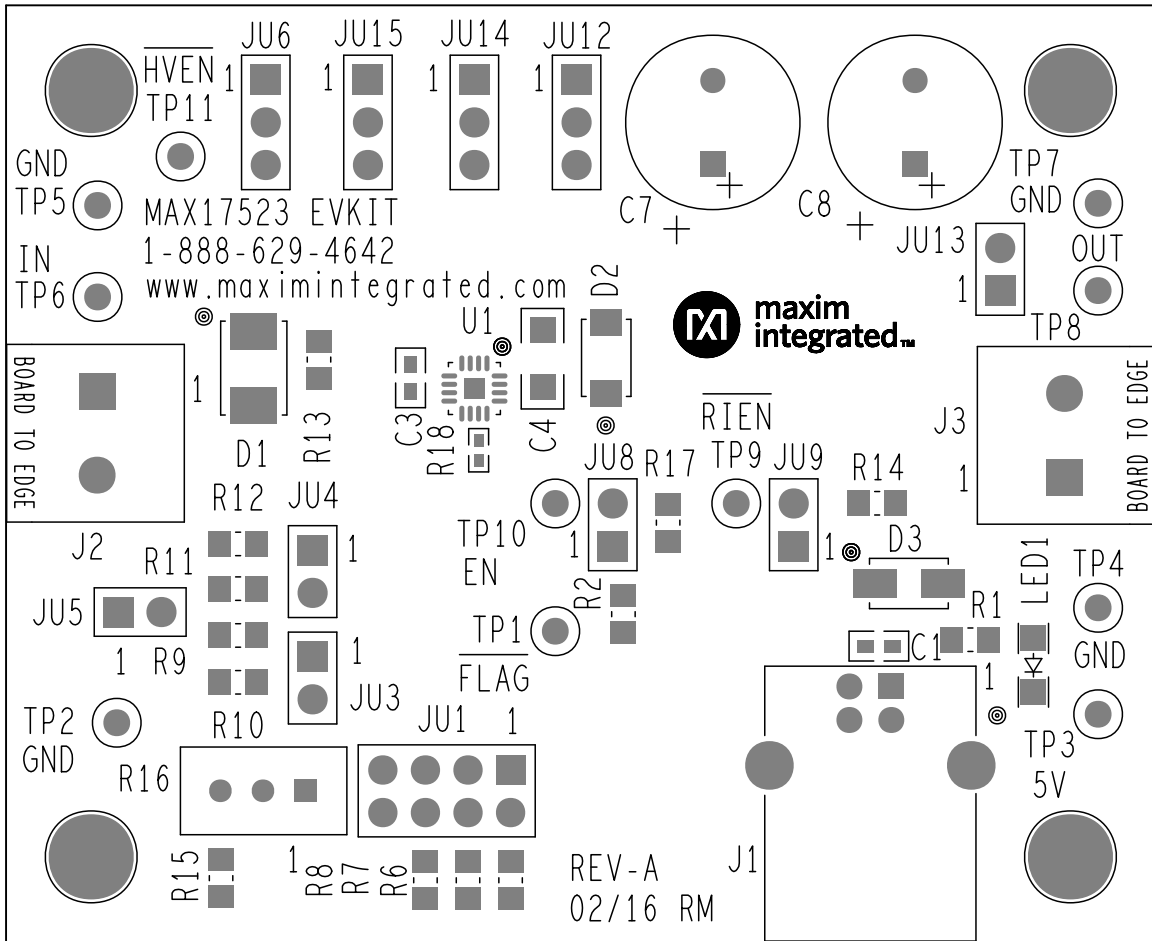 JU6
JU15
JU14
JU12
HVEN
TP11
1
1
1
1
GND
TP5
IN
TP6
MAX17523 EVKIT
1-888-629-4642
www.maximintegrated.com
C7
+
+
C8
+
+
TP7
GND
JU13
OUT
1
TP8
U1
D2
maxim
integrated™
BOARD TO EDGE
1
D1
R13
C3
R18
C4
RIEN
J3
1
BOARD TO EDGE
JU8
R17
TP9
JU9
R14
R12
JU4
J2
R11
1
TP10
EN
1
1
D3
LED1
TP4
JU5
1
R9
R2
TP1
FLAG
R1
C1
1
GND
1
JU3
TP2
GND
R10
JU1
1
TP3
5V
R16
R15
1
R8
R7
R6
REV-A
02/16 RM
J1